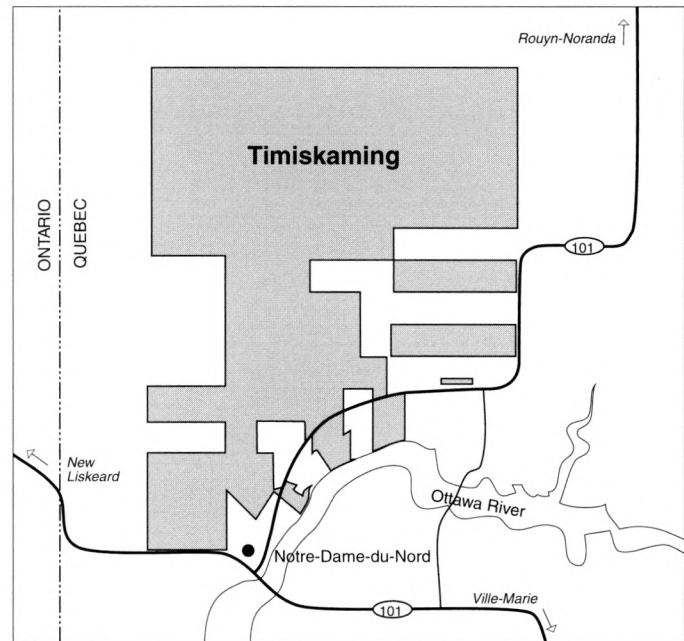 Rouyn-Noranda
Timiskaming
ONTARIO
QUEBEC
101
New
Liskeard
Ottawa River
Notre-Dame-du-Nord
Ville-Marie
101